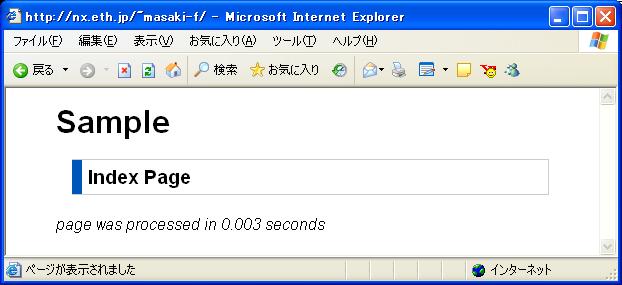 http://nx.eth.jp/~masaki-f/ - Microsoft Internet Explorer
ファイル(F) 編集(E) 表示(V) お気に入り(A) ツール(T) ヘルプ(H)
戻る 検索 お気に入り
Sample
Index Page
page was processed in 0.003 seconds
ページが表示されました インターネット